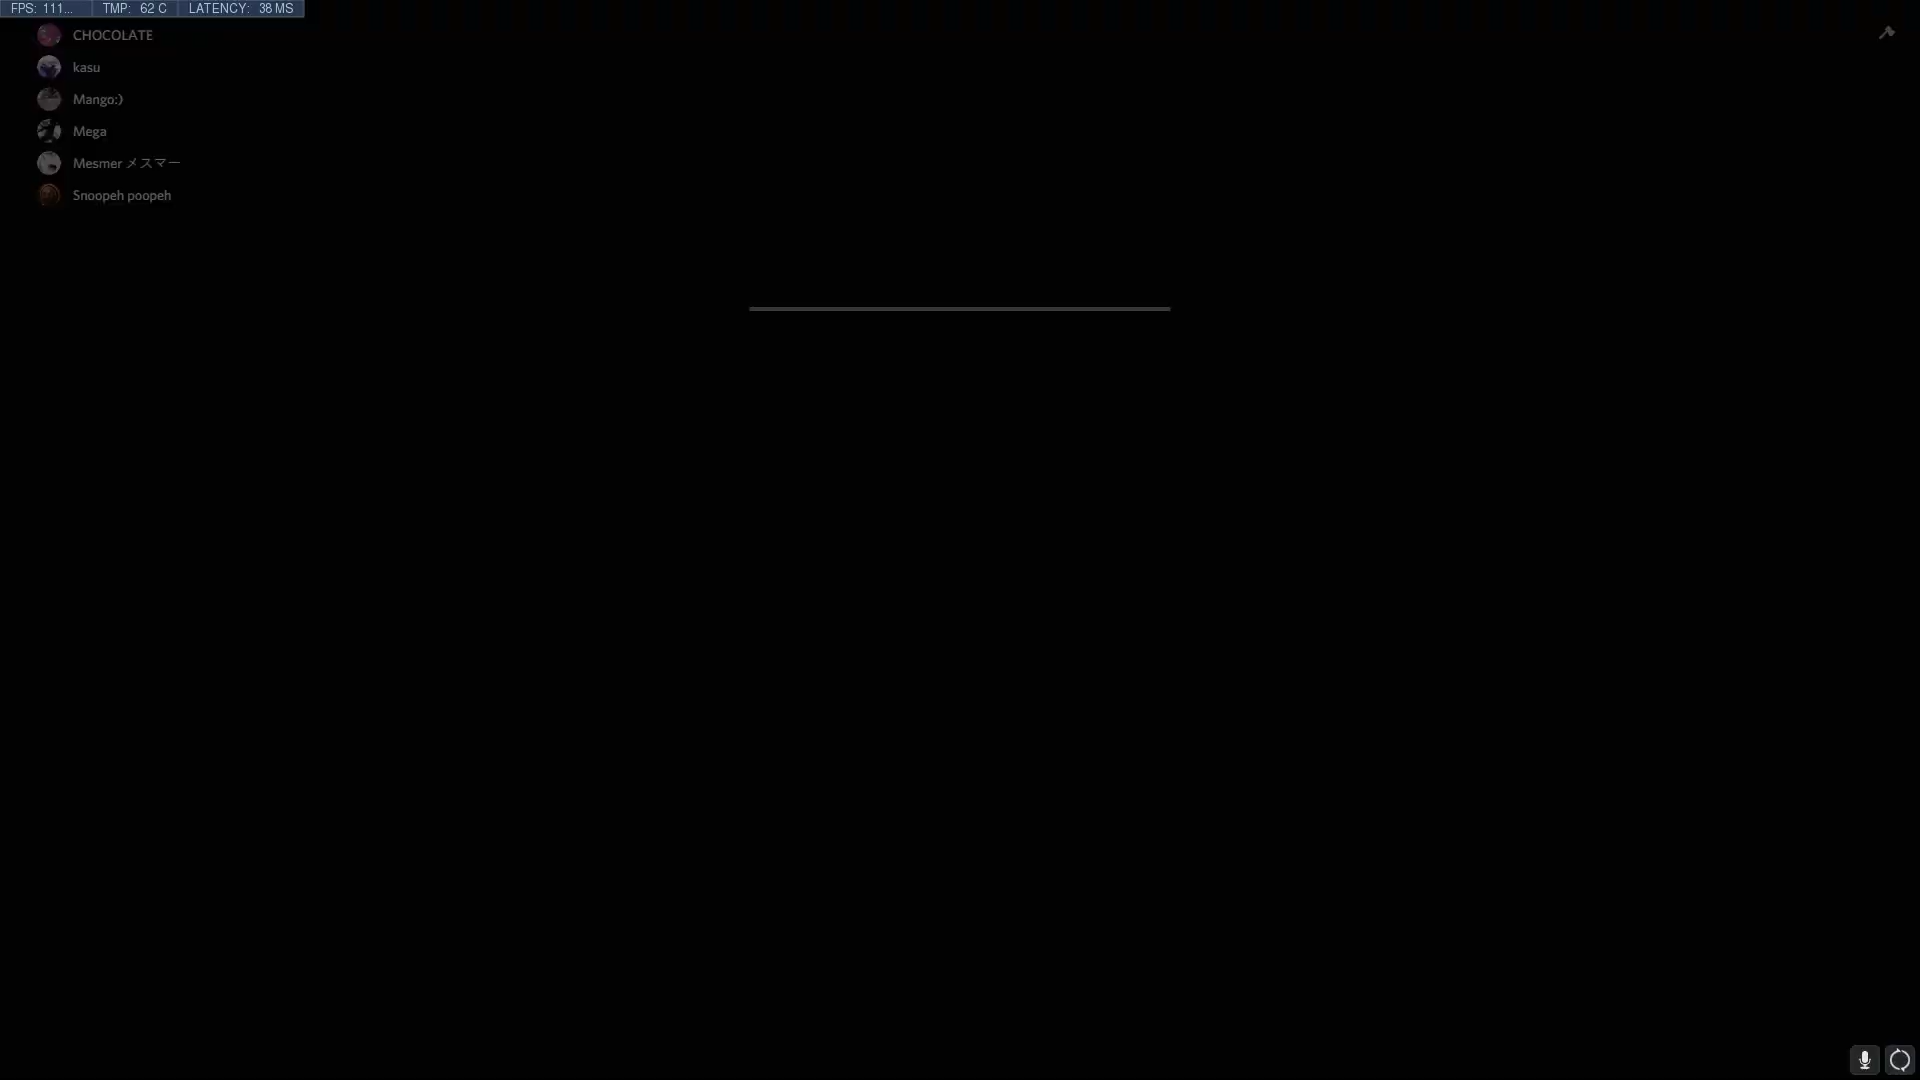 FPS: 111... TMP: 62 C LATENCY: 38 MS
CHOCOLATE
kasu
Mango:)
Mega
Mesmer メスマー
Snoopeh poopeh